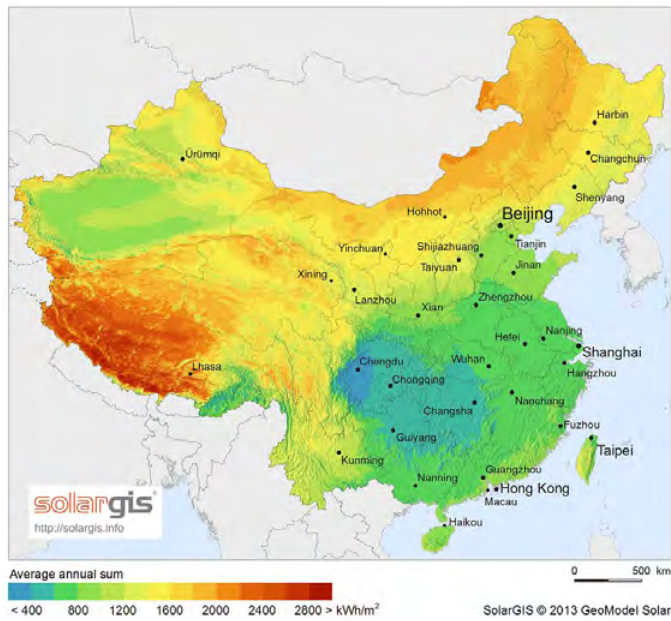 Harbin
Changchun
Ürümqi
Shenyang
Hohhot
Beijing
Tianjin
Shijiazhuang
Yinchuan
Taiyuan
Jinan
Xining
Lanzhou
Zhengzhou
Xian
Nanjing
Hefei
Shanghai
Wuhan
Hangzhou
Chengdu
Lhasa
Chongqing
Nanchang
Changsha
Fuzhou
Guiyang
Taipei
Kunming
Guangzhou
Nanning
Hong Kong
Macau
Haikou
solargis
http://solargis.info
Average annual sum
0 500 km
< 400 800 1200 1600 2000 2400 2800 > kWh/m²
SolarGIS © 2013 GeoModel Solar